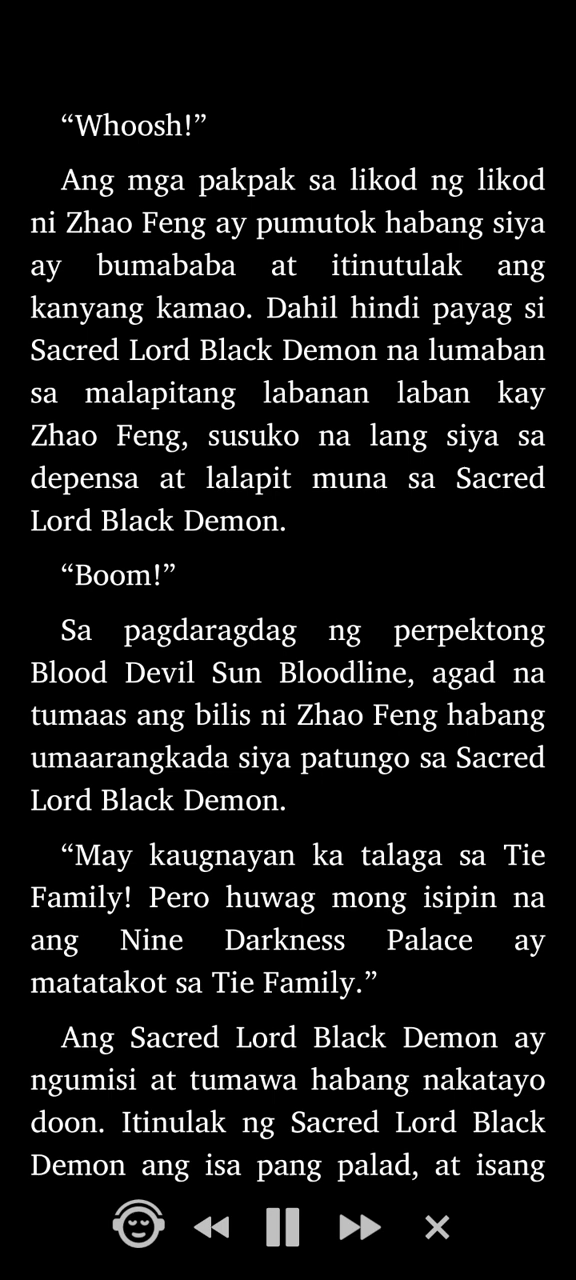 “Whoosh!”
Ang mga pakpak sa likod ng likod
ni Zhao Feng ay pumutok habang siya
ay bumababa at itinutulak ang
kanyang kamao. Dahil hindi payag si
Sacred Lord Black Demon na lumaban
sa malapitang labanan laban kay
Zhao Feng, susuko na lang siya sa
depensa at lalapit muna sa Sacred
Lord Black Demon.
“Boom!”
Sa pagdaragdag ng perpektong
Blood Devil Sun Bloodline, agad na
tumaas ang bilis ni Zhao Feng habang
umaarangkada siya patungo sa Sacred
Lord Black Demon.
“May kaugnayan ka talaga sa Tie
Family! Pero huwag mong isipin na
ang Nine Darkness Palace ay
matatakot sa Tie Family.”
Ang Sacred Lord Black Demon ay
ngumisi at tumawa habang nakatayo
doon. Itinulak ng Sacred Lord Black
Demon ang isa pang palad, at isang